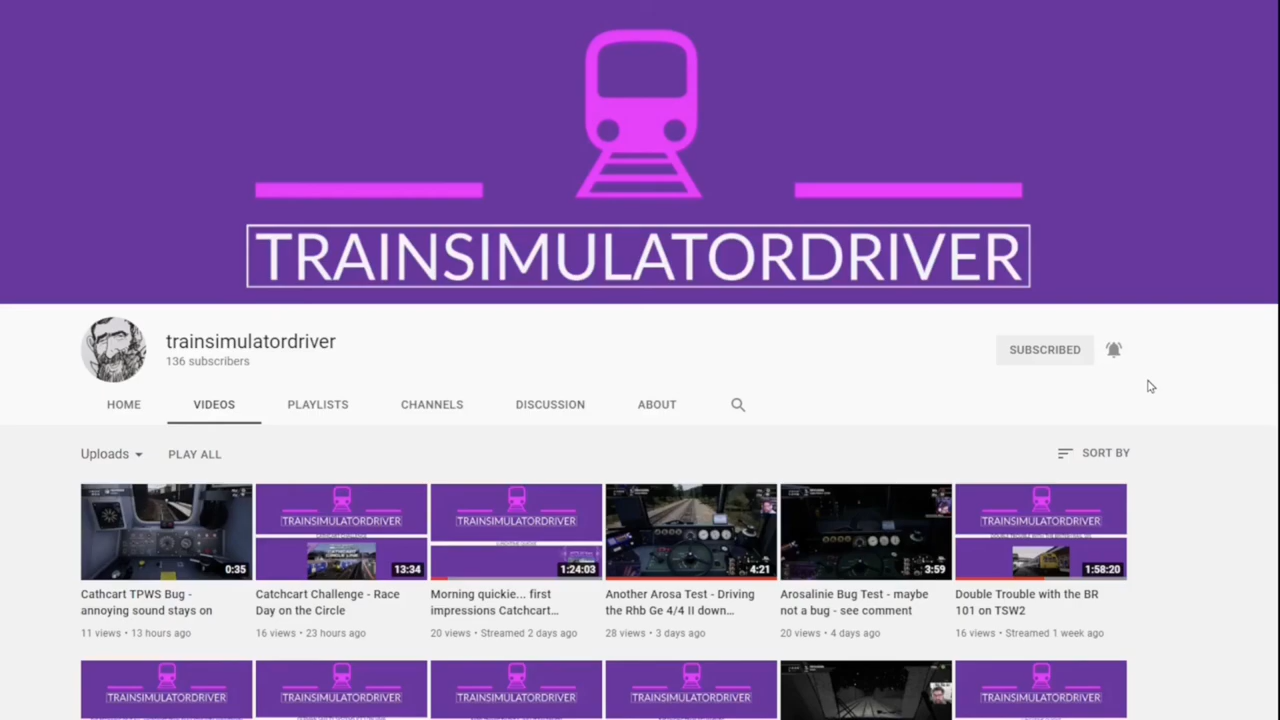 TRAINSIMULATORDRIVER
trainsimulatordriver
136 subscribers
SUBSCRIBED
HOME VIDEOS PLAYLISTS CHANNELS DISCUSSION ABOUT
Uploads PLAY ALL SORT BY
TRAINSIMULATORDRIVER TRAINSIMULATORDRIVER TRAINSIMULATORDRIVER
0:35 13:34 1:24:03 4:21 3:59 1:58:20
Cathcart TPWS Bug - annoying sound stays on
11 views • 13 hours ago
Catchcart Challenge - Race Day on the Circle
16 views • 23 hours ago
Morning quickie... first impressions Catchcart...
20 views • Streamed 2 days ago
Another Arosa Test - Driving the Rhb Ge 4/4 II down...
28 views • 3 days ago
Arosalinie Bug Test - maybe not a bug - see comment
20 views • 4 days ago
Double Trouble with the BR 101 on TSW2
16 views • Streamed 1 week ago
TRAINSIMULATORDRIVER TRAINSIMULATORDRIVER TRAINSIMULATORDRIVER TRAINSIMULATORDRIVER TRAINSIMULATORDRIVER